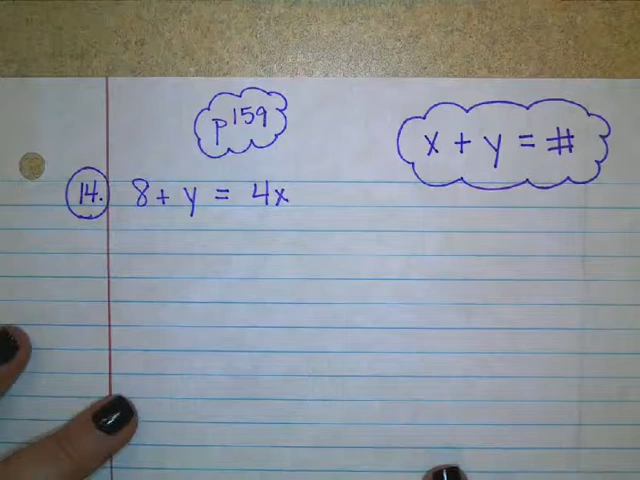 p159
x + y = #
14. 8 + y = 4x